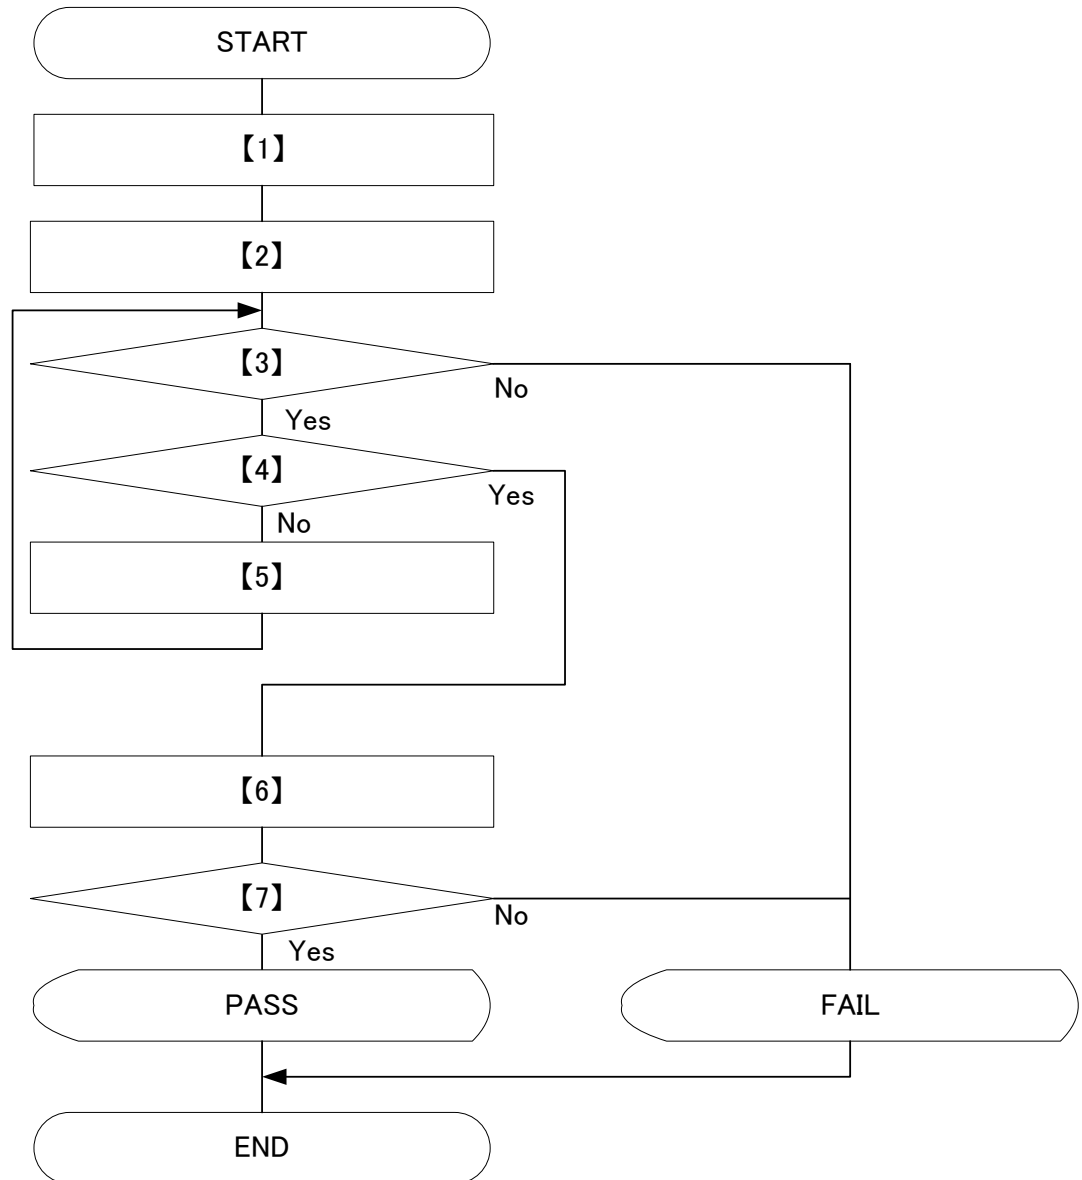 START
【1】
【2】
【3】
No
Yes
【4】
Yes
No
【5】
【6】
【7】
No
Yes
PASS
FAIL
END